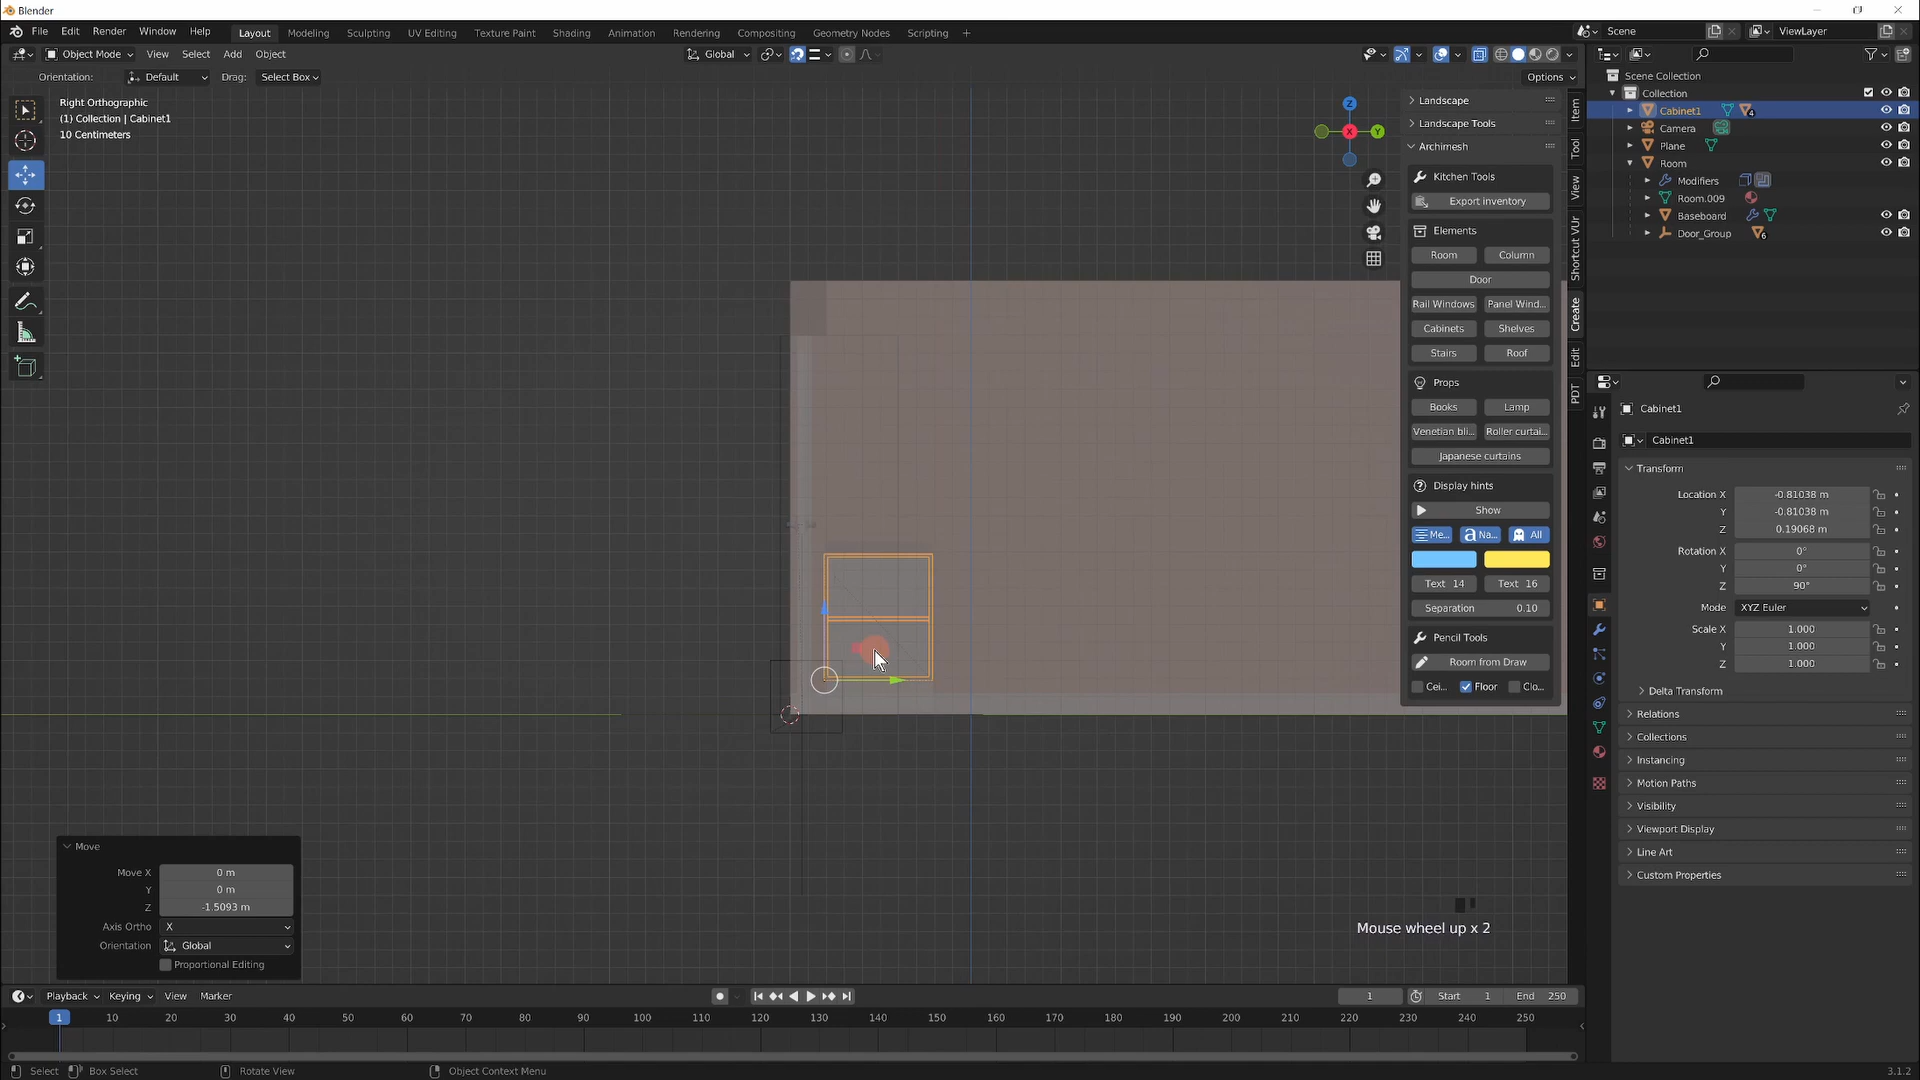 Blender
File Edit Render Window Help Layout Modeling Sculpting UV Editing Texture Paint Shading Animation Rendering Compositing Geometry Nodes Scripting + Scene ViewLayer
Object Mode View Select Add Object Global
Orientation: Default Drag: Select Box Options
Right Orthographic
(1) Collection | Cabinet1
10 Centimeters
Z
X
Y
Landscape
Landscape Tools
Archimesh
Kitchen Tools
Export inventory
Elements
Room Column
Door
Rail Windows Panel Wind...
Cabinets Shelves
Stairs Roof
Props
Books Lamp
Venetian bli... Roller curtai...
Japanese curtains
Display hints
Show
Me... Na... All
Text 14 Text 16
Separation 0.10
Pencil Tools
Room from Draw
Cei... Floor Clo...
Item
Tool
View
Shortcut VUr
Create
Edit
PDT
Scene Collection
Collection
Cabinet1 4
Camera
Plane
Room
Modifiers
Room.009
Baseboard
Door_Group 6
Cabinet1
Cabinet1
Transform
Location X -0.81038 m
Y -0.81038 m
Z 0.19068 m
Rotation X 0°
Y 0°
Z 90°
Mode XYZ Euler
Scale X 1.000
Y 1.000
Z 1.000
Delta Transform
Relations
Collections
Instancing
Motion Paths
Visibility
Viewport Display
Line Art
Custom Properties
Move
Move X 0 m
Y 0 m
Z -1.5093 m
Axis Ortho X
Orientation Global
Proportional Editing
Mouse wheel up x 2
Playback Keying View Marker 1 Start 1 End 250
1 10 20 30 40 50 60 70 80 90 100 110 120 130 140 150 160 170 180 190 200 210 220 230 240 250
Select Box Select Rotate View Object Context Menu 3.1.2